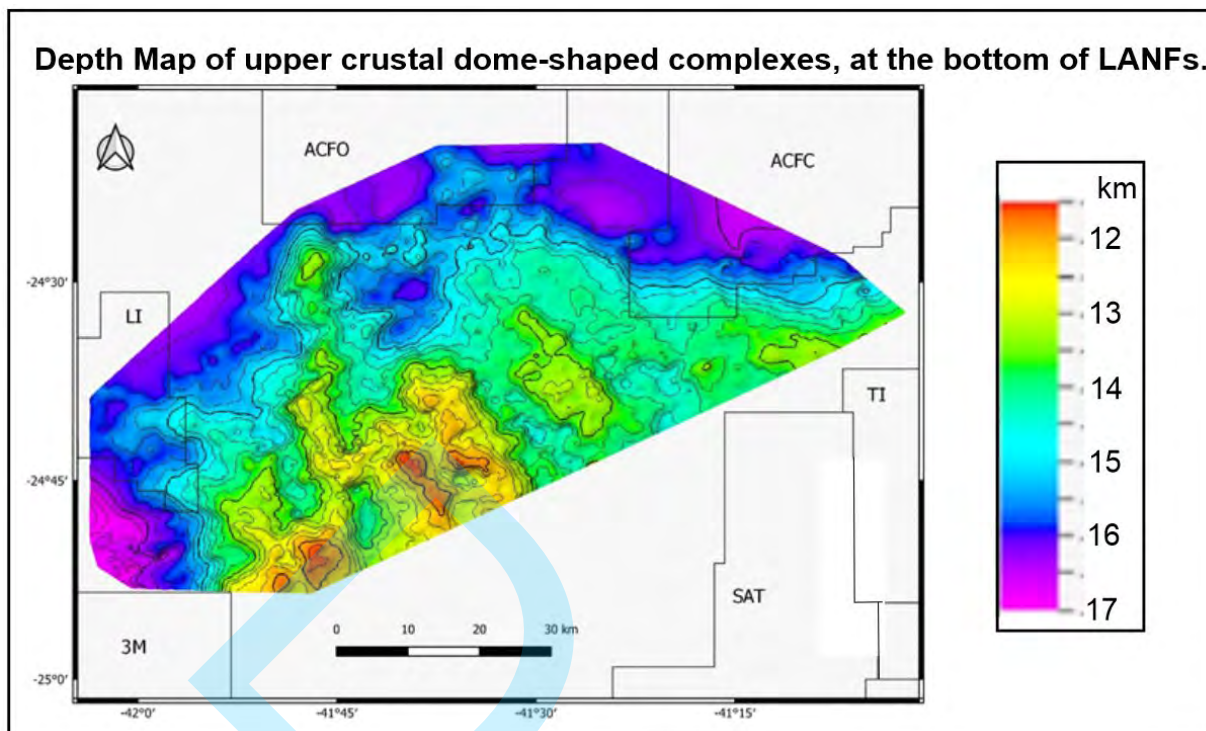 Depth Map of upper crustal dome-shaped complexes, at the bottom of LANFs.
ACFO
ACFC
km
12
-24°30'
13
LI
14
TI
15
-24°45'
16
SAT
17
0 10 20 30 km
3M
-25°0'
-42°0' -41°45' -41°30' -41°15'